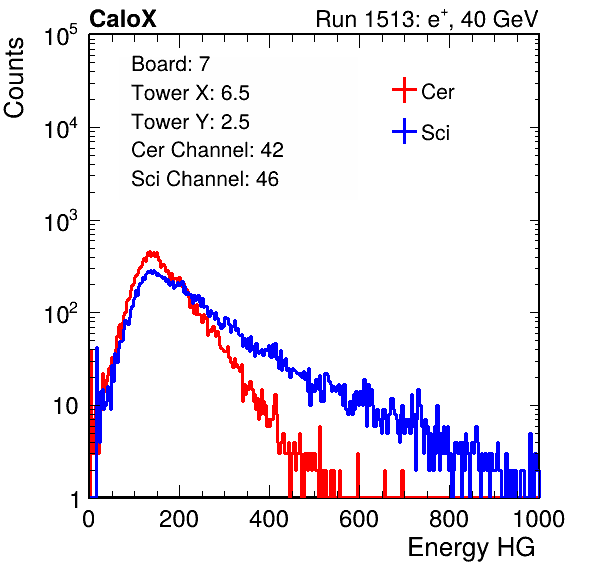 CaloX Run 1513: e⁺, 40 GeV
Counts
Board: 7
Tower X: 6.5
Tower Y: 2.5
Cer Channel: 42
Sci Channel: 46
Cer
Sci
10⁵
10⁴
10³
10²
10
1
0 200 400 600 800 1000
Energy HG